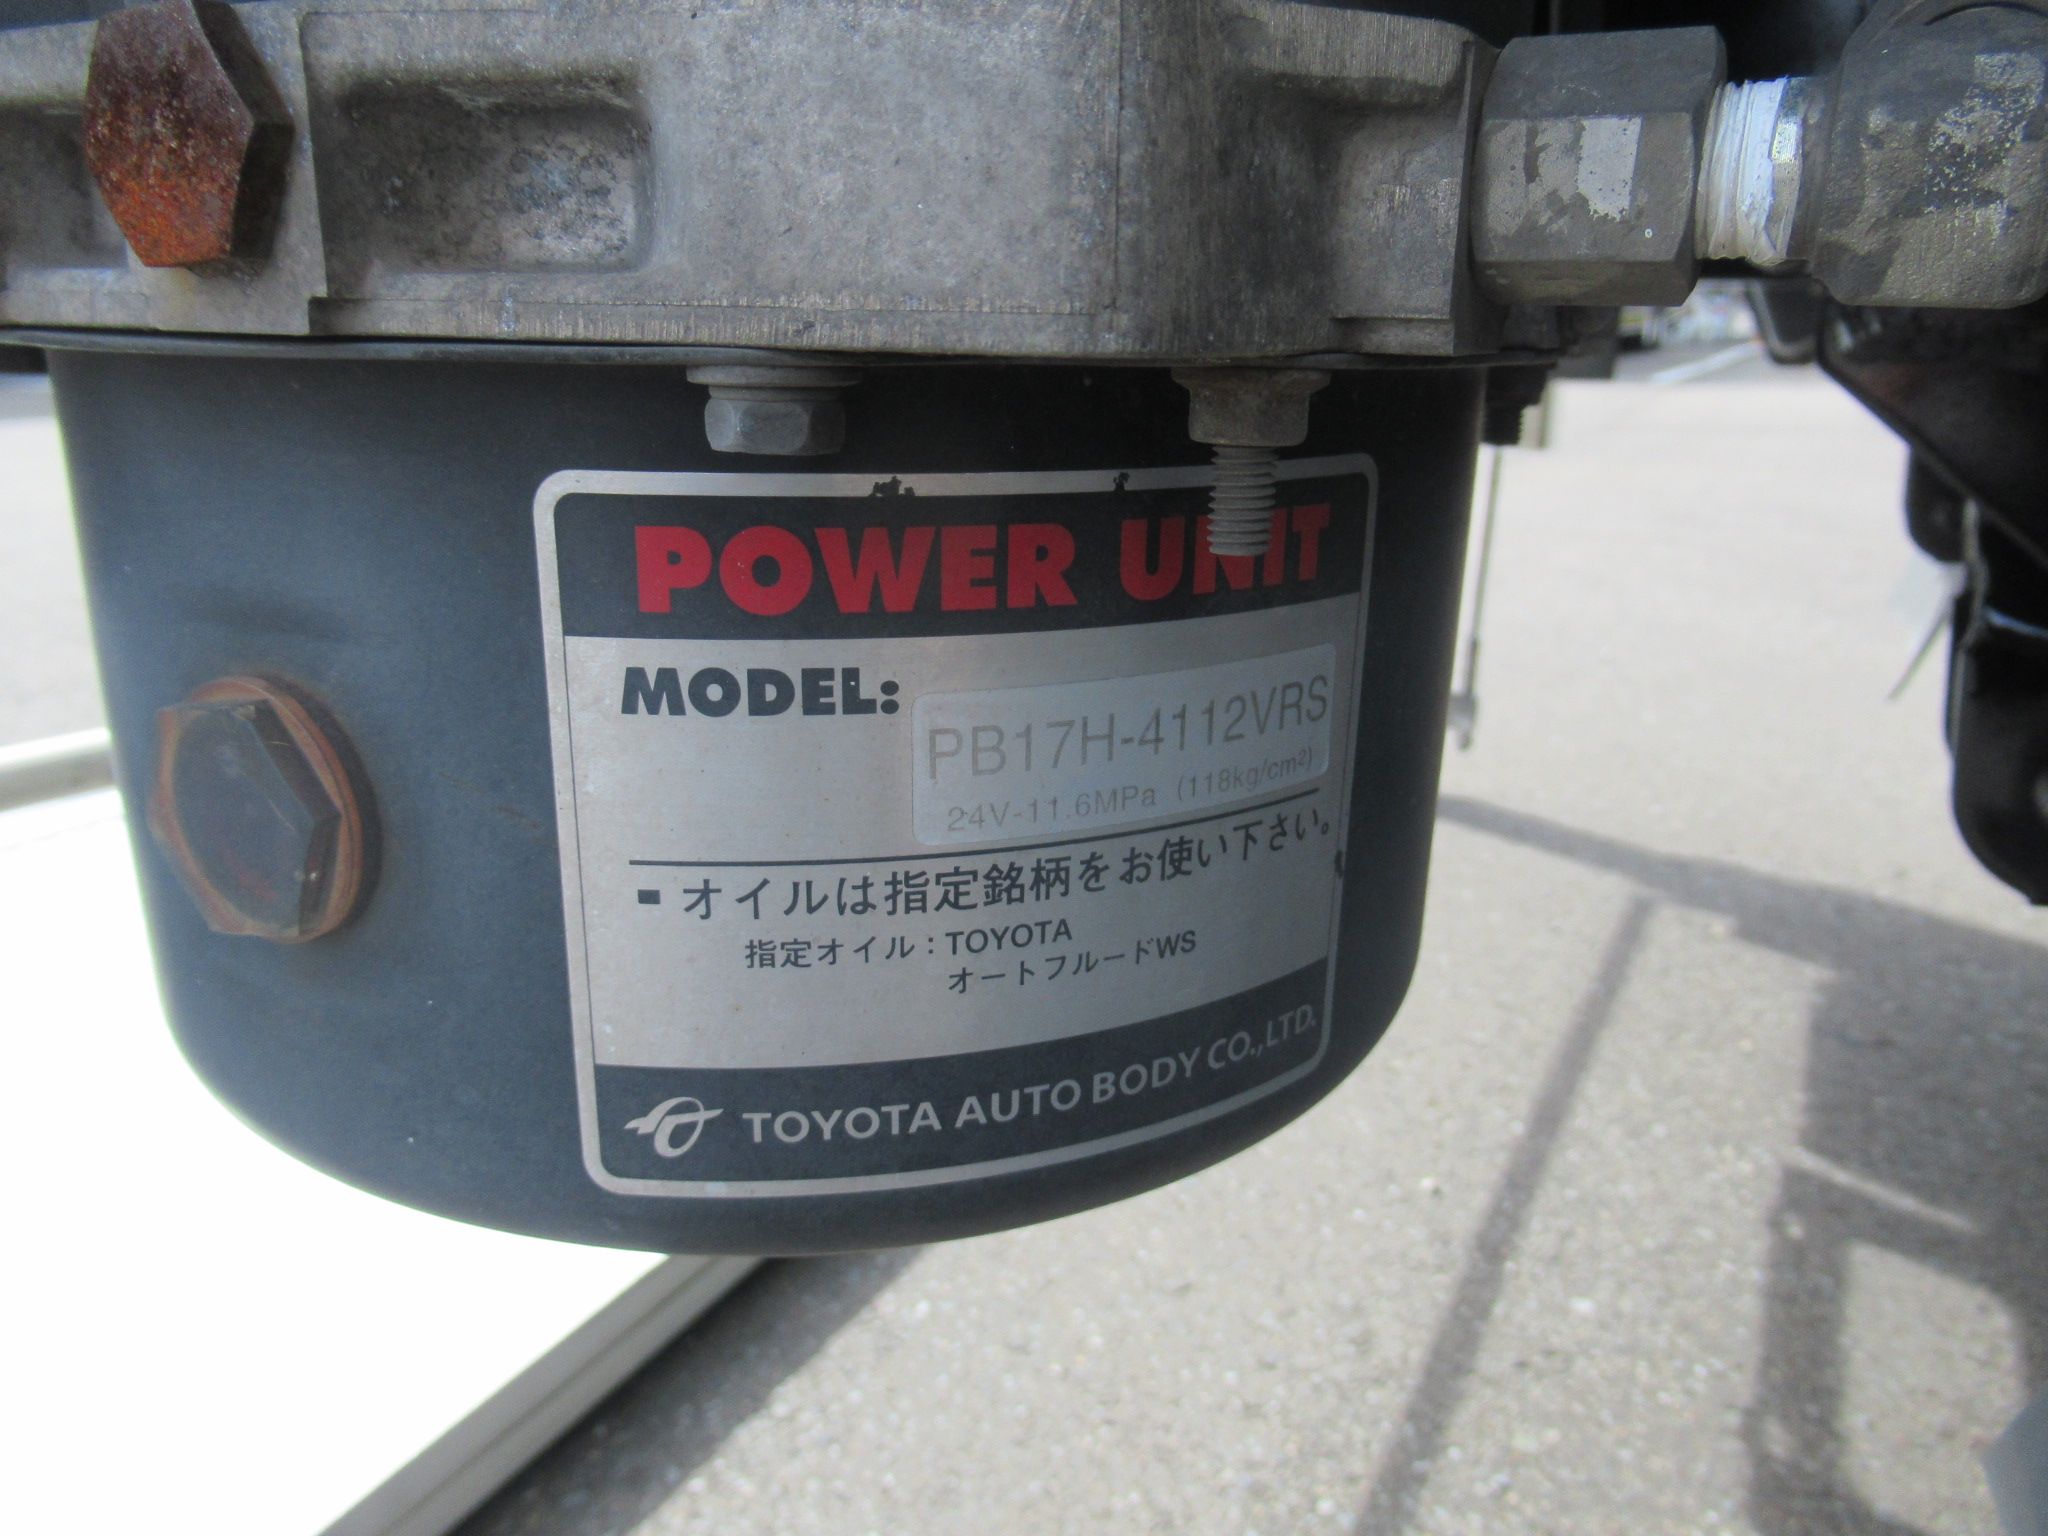 POWER UNIT
MODEL:
PB17H-4112VRS
24V-11.6MPa (118kg/cm²)
▪ オイルは指定銘柄をお使い下さい。
指定オイル：TOYOTA
オートフルードWS
TOYOTA AUTO BODY CO.,LTD.